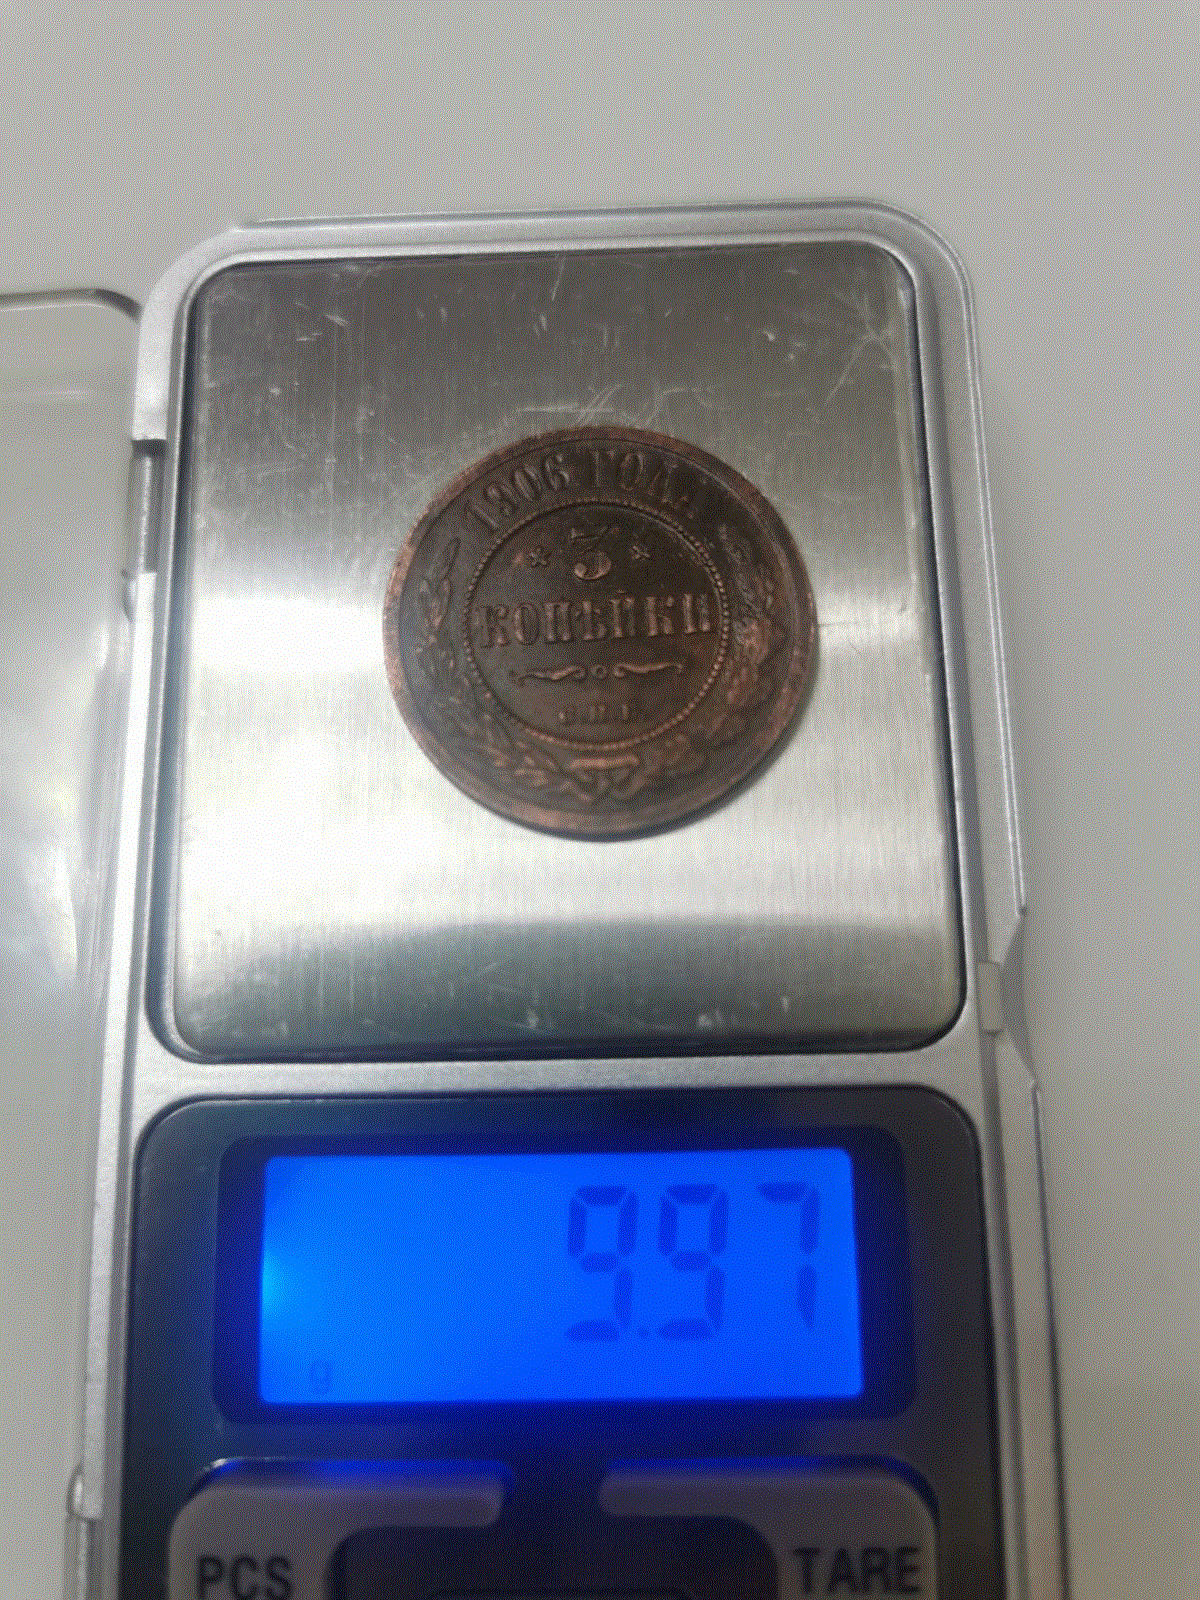 1906 ГОДА
* 3 *
КОПѢЙКИ
С.П.Б.
9.97
g
PCS TARE